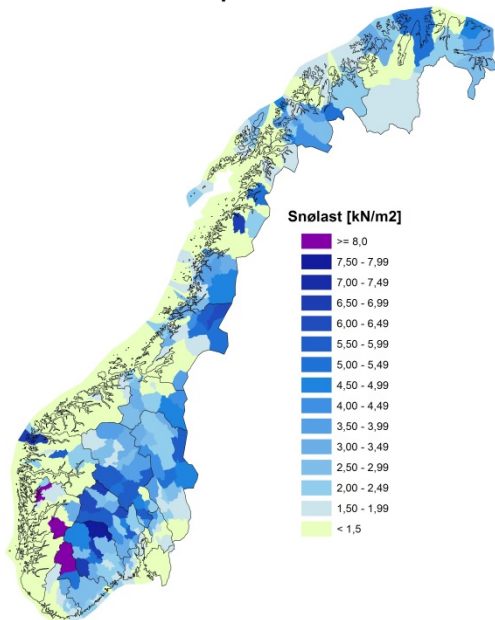 Snølast [kN/m2]
>= 8,0
7,50 - 7,99
7,00 - 7,49
6,50 - 6,99
6,00 - 6,49
5,50 - 5,99
5,00 - 5,49
4,50 - 4,99
4,00 - 4,49
3,50 - 3,99
3,00 - 3,49
2,50 - 2,99
2,00 - 2,49
1,50 - 1,99
< 1,5